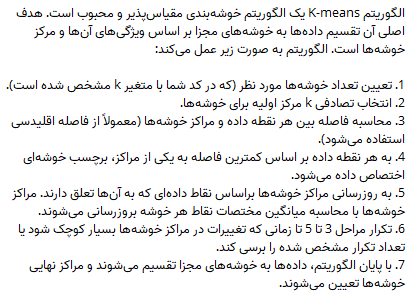 الگوریتم K-means یک الگوریتم خوشه‌بندی مقیاس‌پذیر و محبوب است. هدف
اصلی آن تقسیم داده‌ها به خوشه‌های مجزا بر اساس ویژگی‌های آن‌ها و مرکز
خوشه‌ها است. الگوریتم به صورت زیر عمل می‌کند:
1. تعیین تعداد خوشه‌ها مورد نظر (که در کد شما با متغیر k مشخص شده است).
2. انتخاب تصادفی k مرکز اولیه برای خوشه‌ها.
3. محاسبه فاصله بین هر نقطه داده و مراکز خوشه‌ها (معمولاً از فاصله اقلیدسی
استفاده می‌شود).
4. به هر نقطه داده بر اساس کمترین فاصله به یکی از مراکز، برچسب خوشه‌ای
اختصاص داده می‌شود.
5. به روزرسانی مراکز خوشه‌ها براساس نقاط داده‌ای که به آن‌ها تعلق دارند. مراکز
خوشه‌ها با محاسبه میانگین مختصات نقاط هر خوشه بروزرسانی می‌شوند.
6. تکرار مراحل 3 تا 5 تا زمانی که تغییرات در مراکز خوشه‌ها بسیار کوچک شود یا
تعداد تکرار مشخص شده را برسی کند.
7. با پایان الگوریتم، داده‌ها به خوشه‌های مجزا تقسیم می‌شوند و مراکز نهایی
خوشه‌ها تعیین می‌شوند.